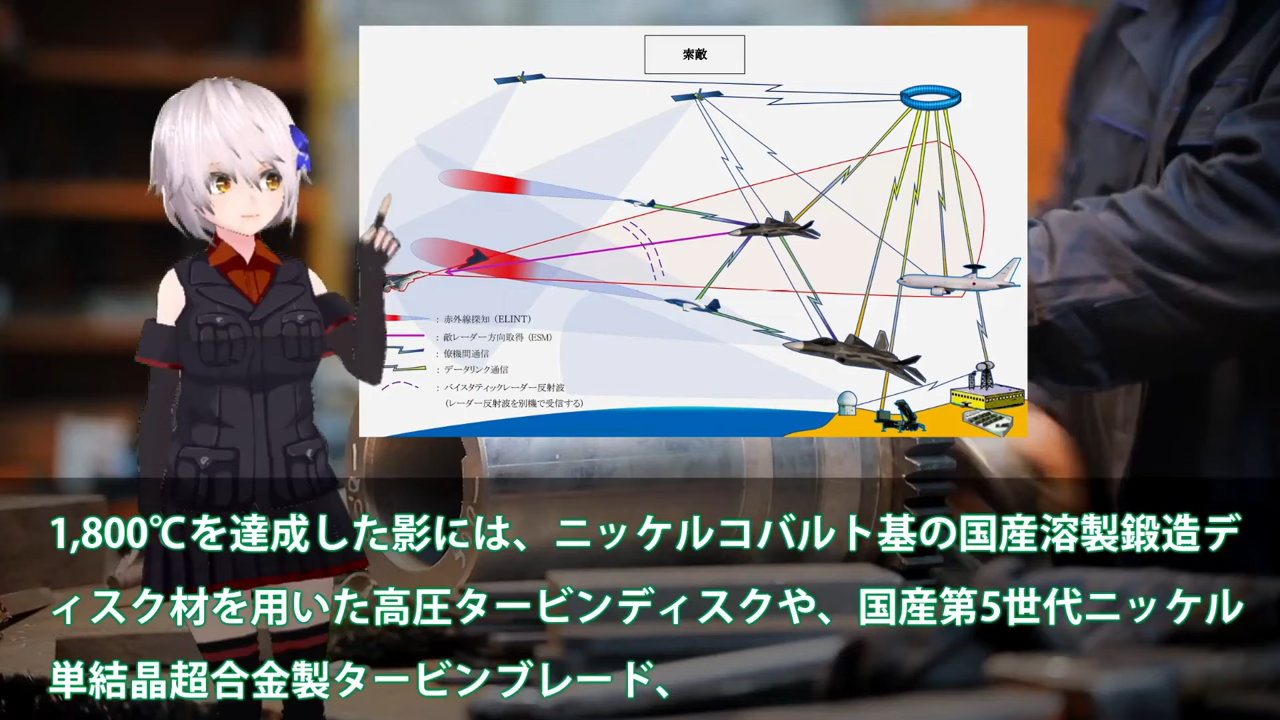 索敵
：赤外線探知（ELINT）
：敵レーダー方向取得（ESM）
：僚機間通信
：データリンク通信
：バイスタティックレーダー反射波
（レーダー反射波を別機で受信する）
1,800℃を達成した影には、ニッケルコバルト基の国産溶製鍛造デ
ィスク材を用いた高圧タービンディスクや、国産第5世代ニッケル
単結晶超合金製タービンブレード、